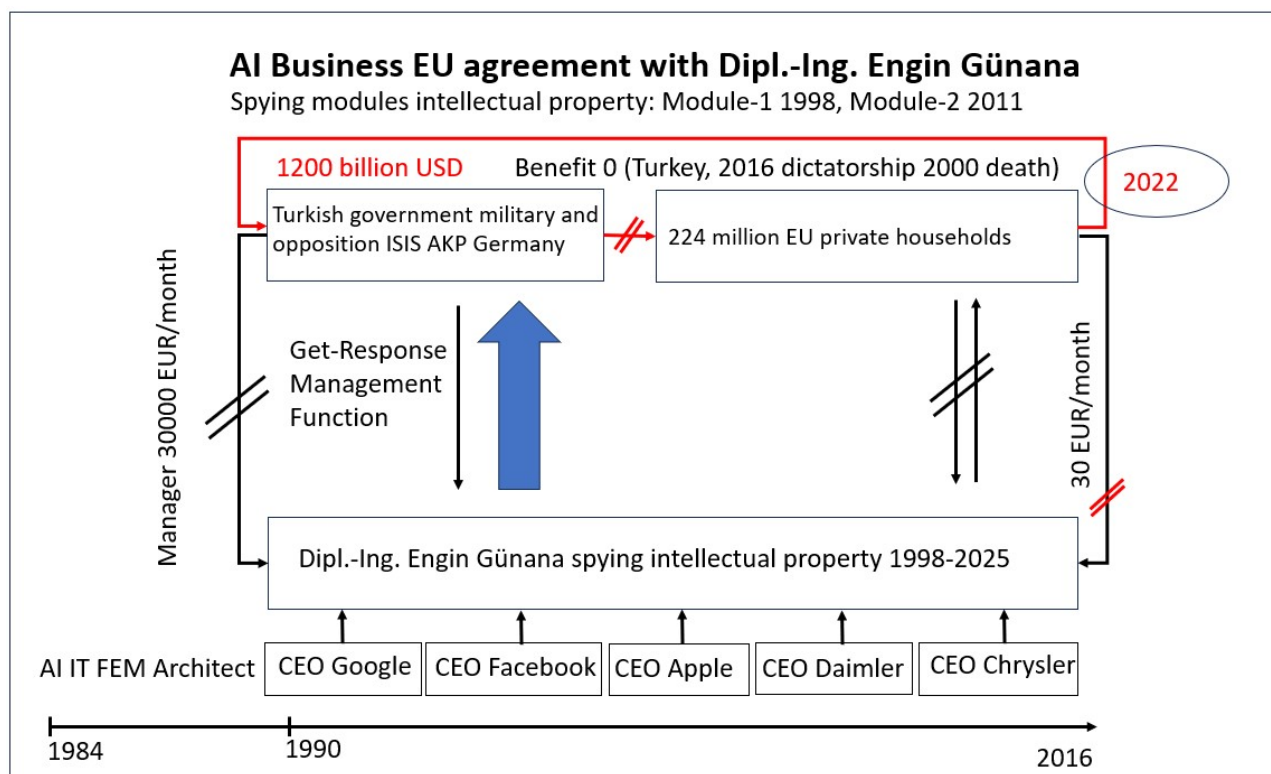 AI Business EU agreement with Dipl.-Ing. Engin Günana
Spying modules intellectual property: Module-1 1998, Module-2 2011
1200 billion USD
Benefit 0 (Turkey, 2016 dictatorship 2000 death)
2022
Turkish government military and
opposition ISIS AKP Germany
224 million EU private households
Manager 30000 EUR/month
Get-Response
Management
Function
30 EUR/month
Dipl.-Ing. Engin Günana spying intellectual property 1998-2025
AI IT FEM Architect
CEO Google
CEO Facebook
CEO Apple
CEO Daimler
CEO Chrysler
1984
1990
2016